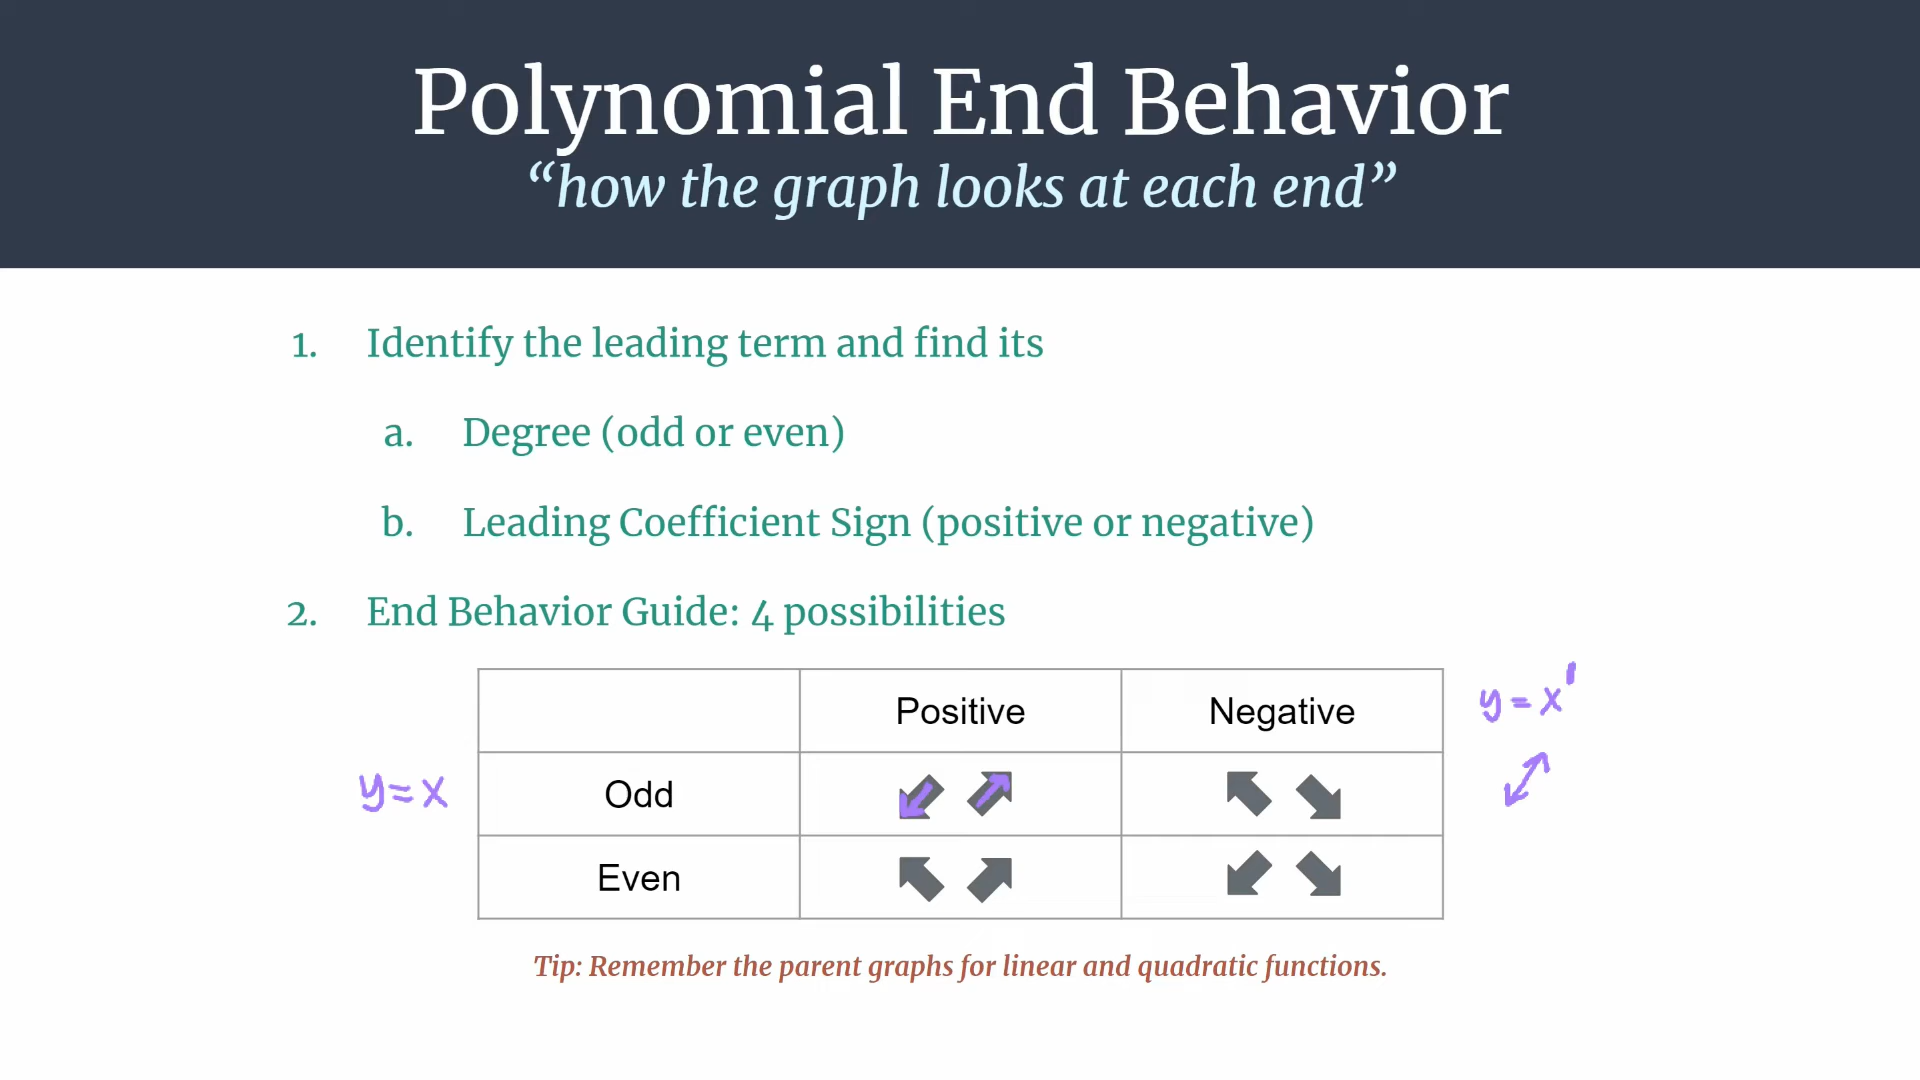 Polynomial End Behavior
“how the graph looks at each end”
1. Identify the leading term and find its
a. Degree (odd or even)
b. Leading Coefficient Sign (positive or negative)
2. End Behavior Guide: 4 possibilities
Positive Negative
y = x¹
y = x Odd
Even
Tip: Remember the parent graphs for linear and quadratic functions.